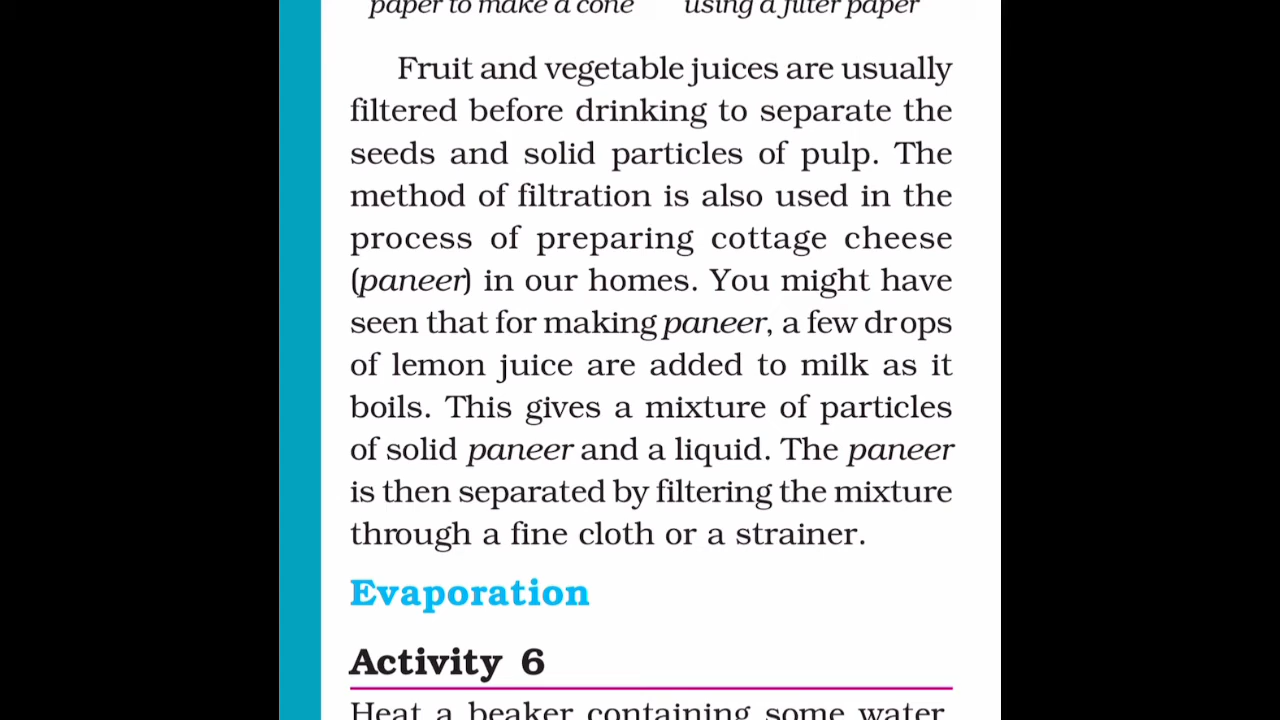 paper to make a cone using a filter paper
Fruit and vegetable juices are usually
filtered before drinking to separate the
seeds and solid particles of pulp. The
method of filtration is also used in the
process of preparing cottage cheese
(paneer) in our homes. You might have
seen that for making paneer, a few drops
of lemon juice are added to milk as it
boils. This gives a mixture of particles
of solid paneer and a liquid. The paneer
is then separated by filtering the mixture
through a fine cloth or a strainer.
Evaporation
Activity 6
Heat a beaker containing some water